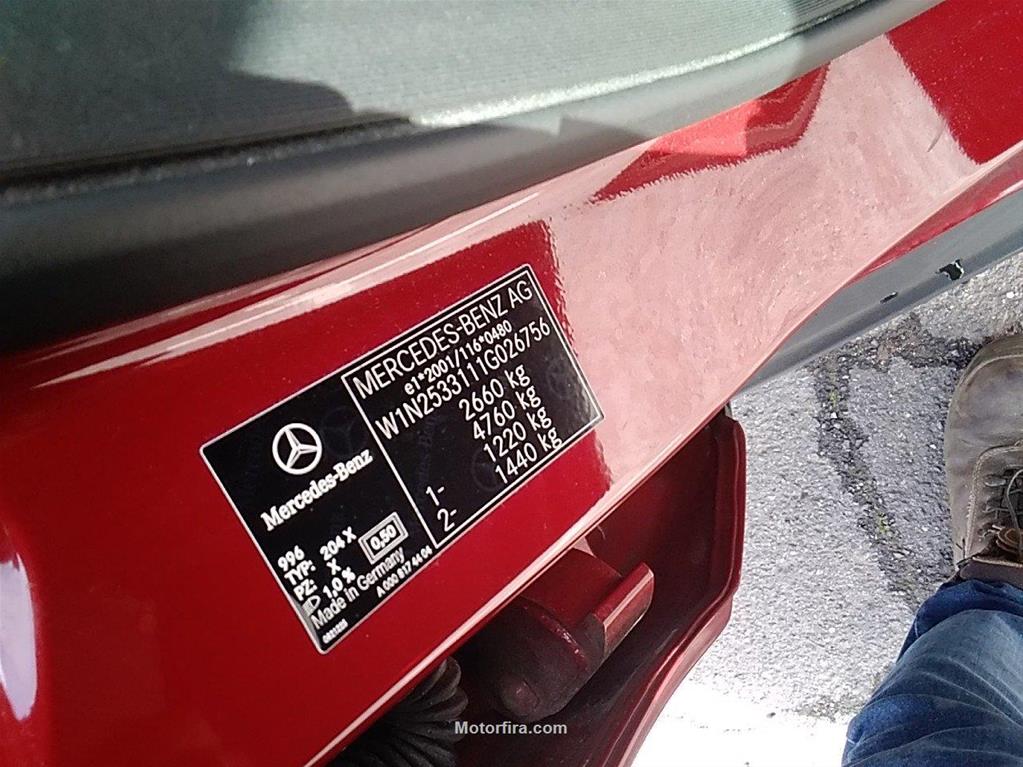 MERCEDES-BENZ AG
e1*2001/116*0480
W1N2533111G026756
2660 kg
4760 kg
1- 1220 kg
2- 1440 kg
Mercedes-Benz
996
TYP: 204 X
PZ: X
1,0 % 0,50
Made in Germany
A 000 817 44 04
Motorfira.com